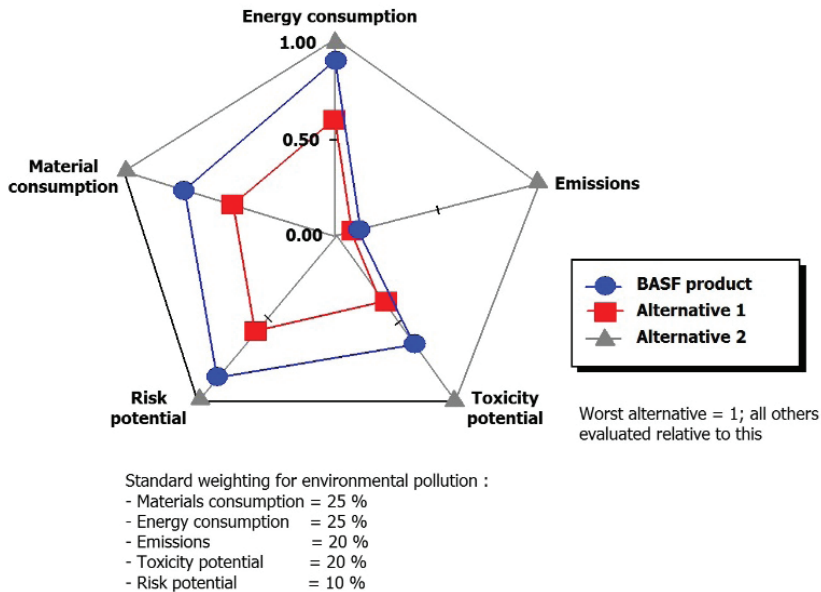 Energy consumption
1.00
0.50
0.00
Material
consumption
Emissions
Risk
potential
Toxicity
potential
BASF product
Alternative 1
Alternative 2
Worst alternative = 1; all others
evaluated relative to this
Standard weighting for environmental pollution :
- Materials consumption = 25 %
- Energy consumption = 25 %
- Emissions = 20 %
- Toxicity potential = 20 %
- Risk potential = 10 %